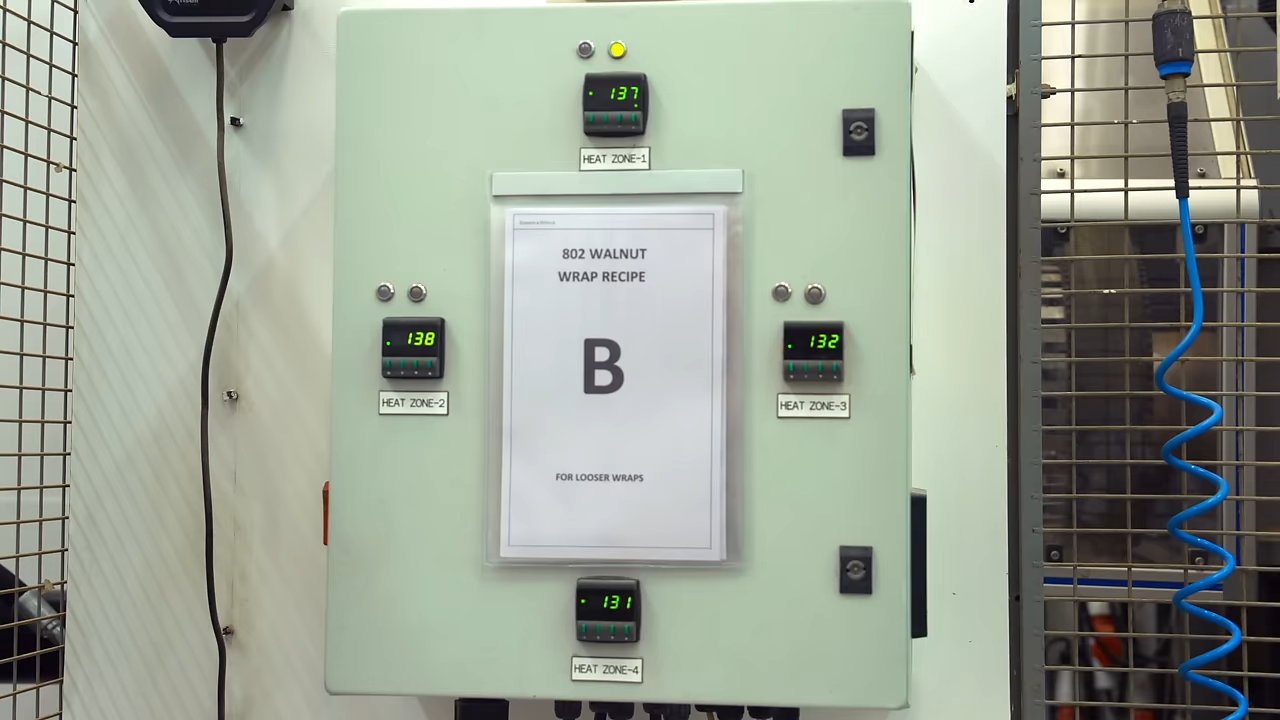 137
HEAT ZONE-1
802 WALNUT
WRAP RECIPE
B
FOR LOOSER WRAPS
138
HEAT ZONE-2
132
HEAT ZONE-3
131
HEAT ZONE-4